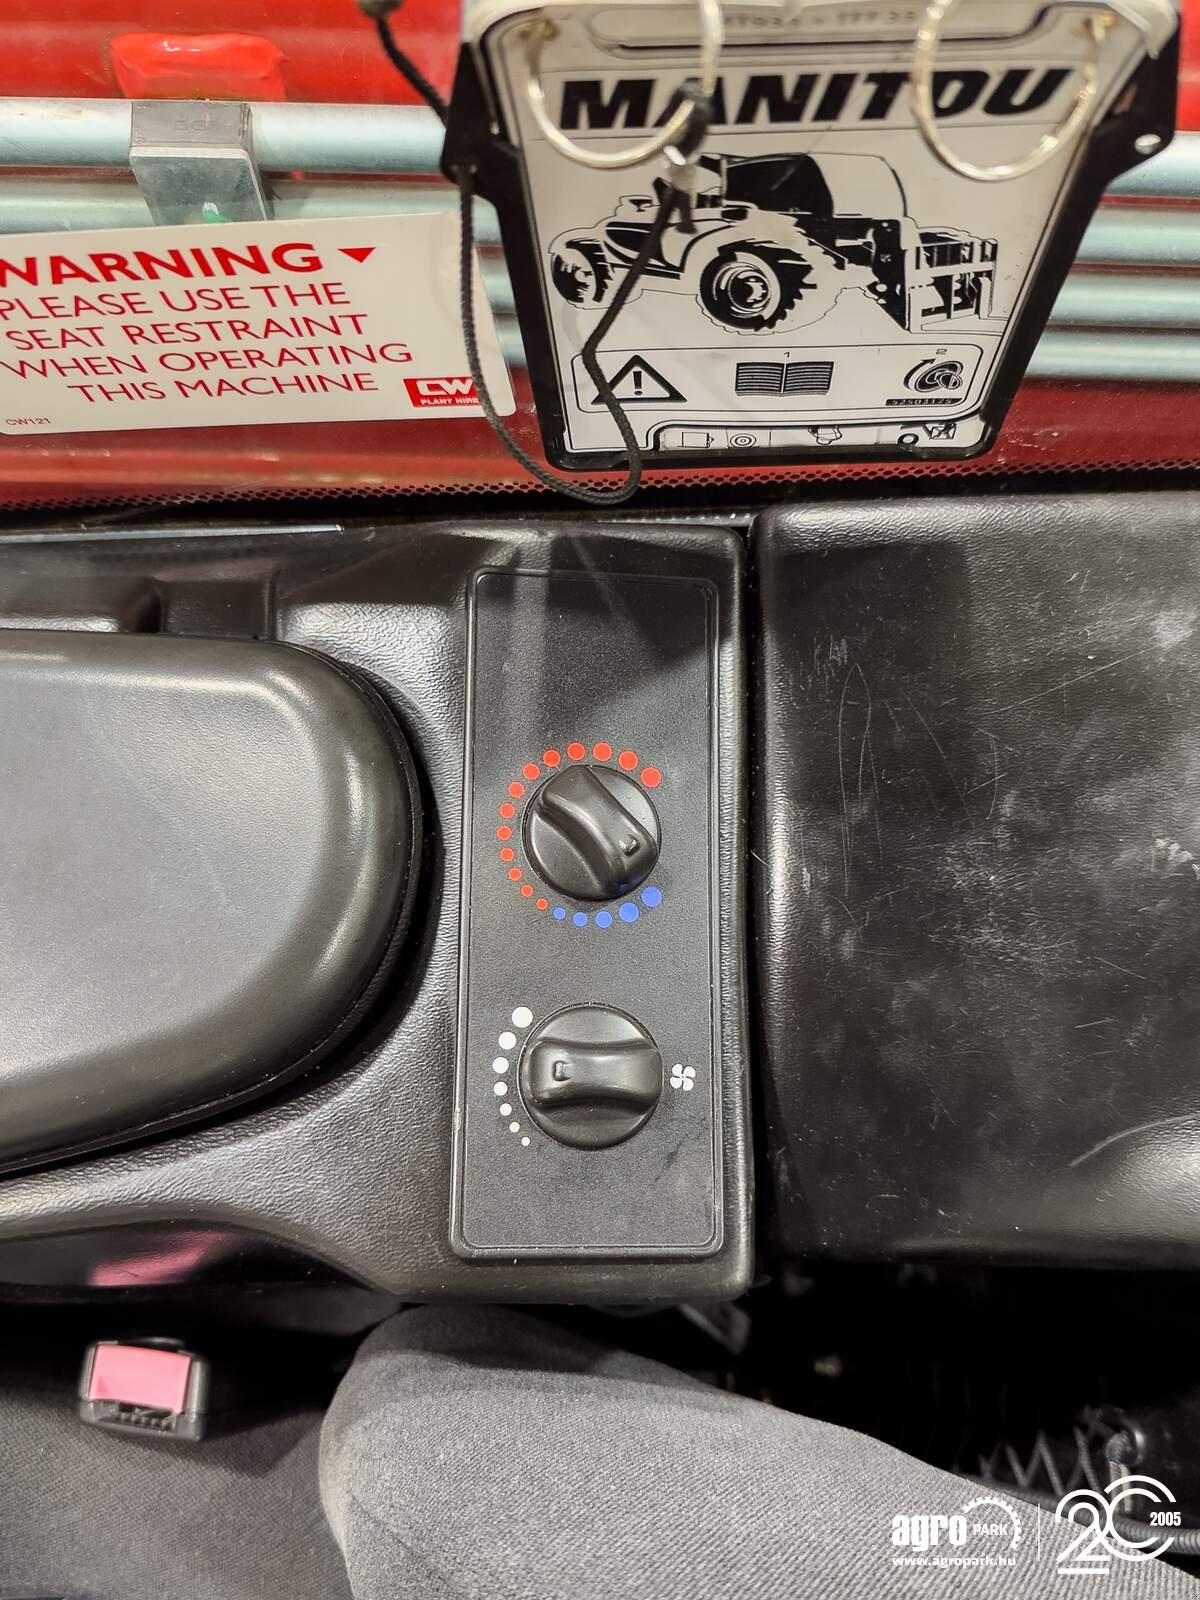 MANITOU
WARNING
PLEASE USE THE
SEAT RESTRAINT
WHEN OPERATING
THIS MACHINE
CW
PLANT HIRE
CW121
1
2
52503175
agro PARK
www.agropark.hu
20
2005